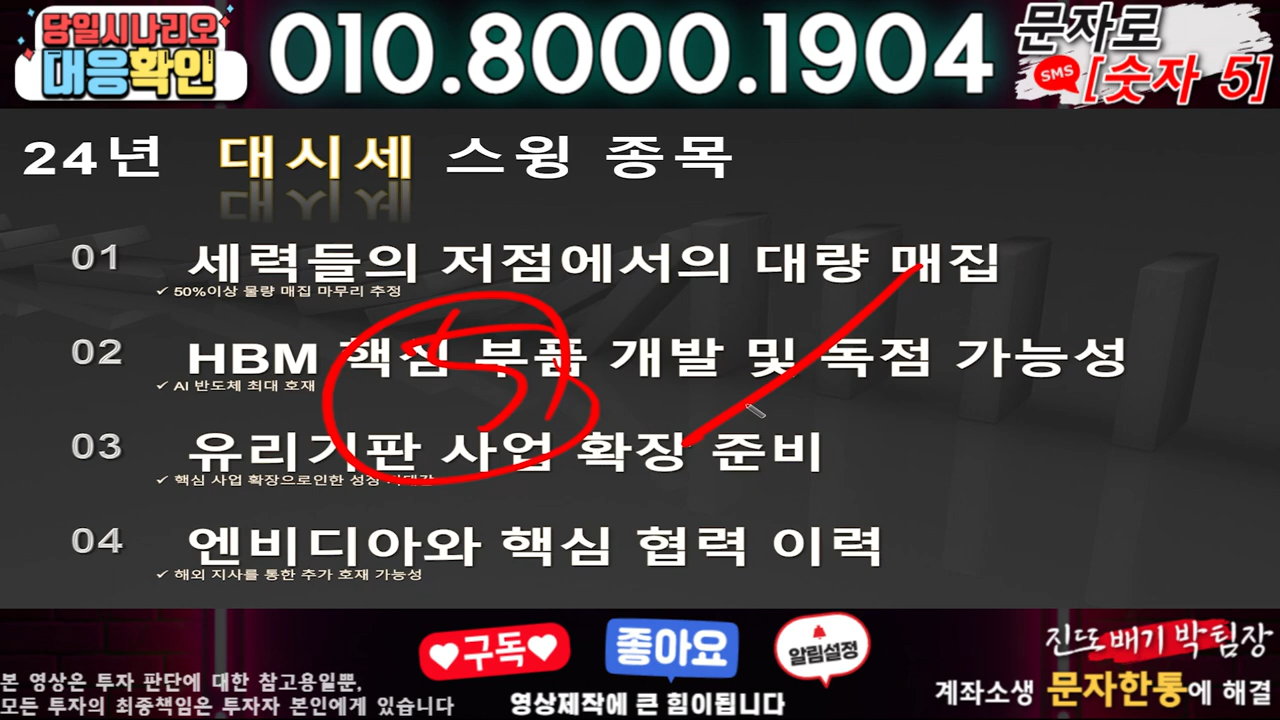 당일시나리오
대응확인
010.8000.1904
문자로
SMS [숫자 5]
24년 대시세 스윙 종목
01 세력들의 저점에서의 대량 매집
✓ 50%이상 물량 매집 마무리 추정
02 HBM 핵심 부품 개발 및 독점 가능성
✓ AI 반도체 최대 호재
5
03 유리기판 사업 확장 준비
✓ 핵심 사업 확장으로인한 성장 기대감
04 엔비디아와 핵심 협력 이력
✓ 해외 지사를 통한 추가 호재 가능성
구독
좋아요
알림설정
영상제작에 큰 힘이됩니다
본 영상은 투자 판단에 대한 참고용일뿐,
모든 투자의 최종책임은 투자자 본인에게 있습니다
진또배기 박팀장
계좌소생 문자한통에 해결